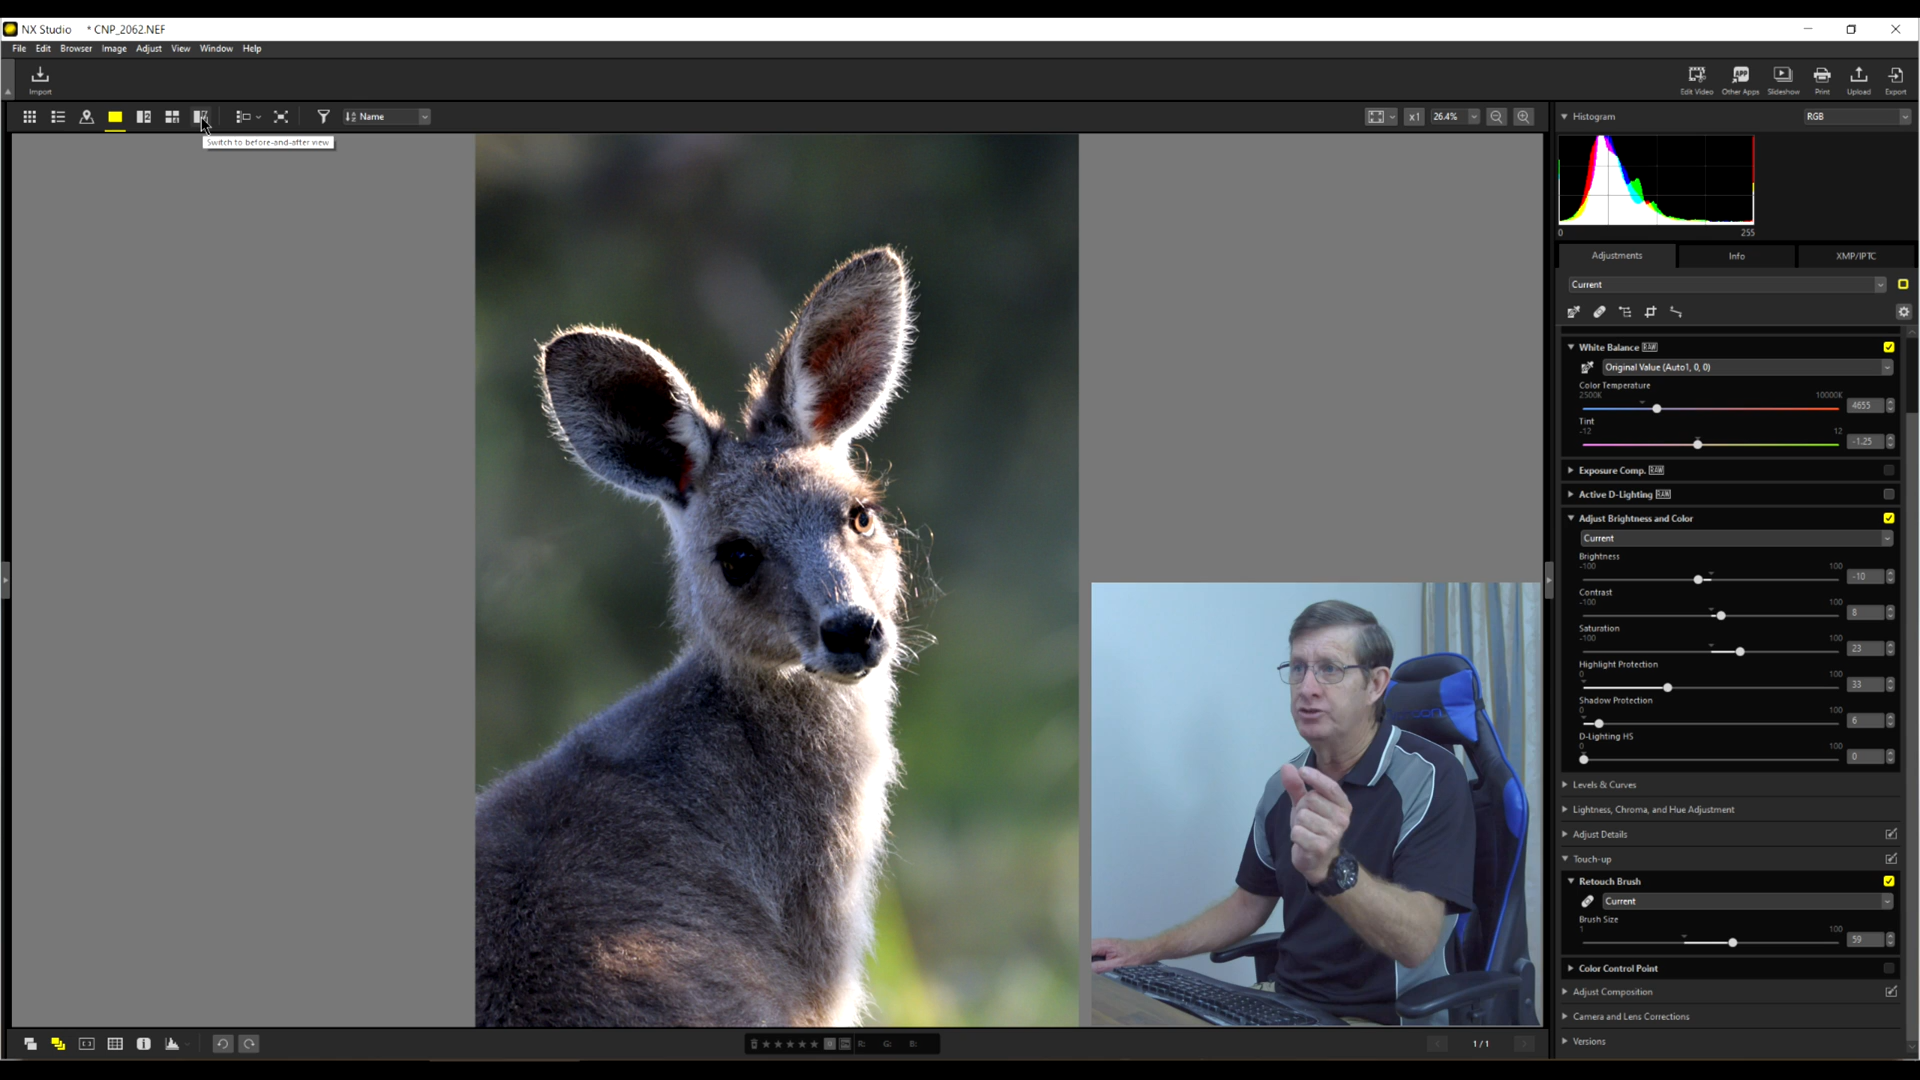 NX Studio * CNP_2062.NEF
File Edit Browser Image Adjust View Window Help
Import
Edit Video Other Apps Slideshow Print Upload Export
APP
Name
x1 26.4%
Switch to before-and-after view
Histogram RGB
0 255
Adjustments Info XMP/IPTC
Current
White Balance RAW
Original Value (Auto1, 0, 0)
Color Temperature
2500K 10000K
4655
Tint
-12 12
-1.25
Exposure Comp. RAW
Active D-Lighting RAW
Adjust Brightness and Color
Current
Brightness
-100 100
-10
Contrast
-100 100
8
Saturation
-100 100
23
Highlight Protection
0 100
33
Shadow Protection
0 100
6
D-Lighting HS
0 100
0
Levels & Curves
Lightness, Chroma, and Hue Adjustment
Adjust Details
Touch-up
Retouch Brush
Current
Brush Size
1 100
59
Color Control Point
Adjust Composition
Camera and Lens Corrections
Versions
R: G: B:
1/1